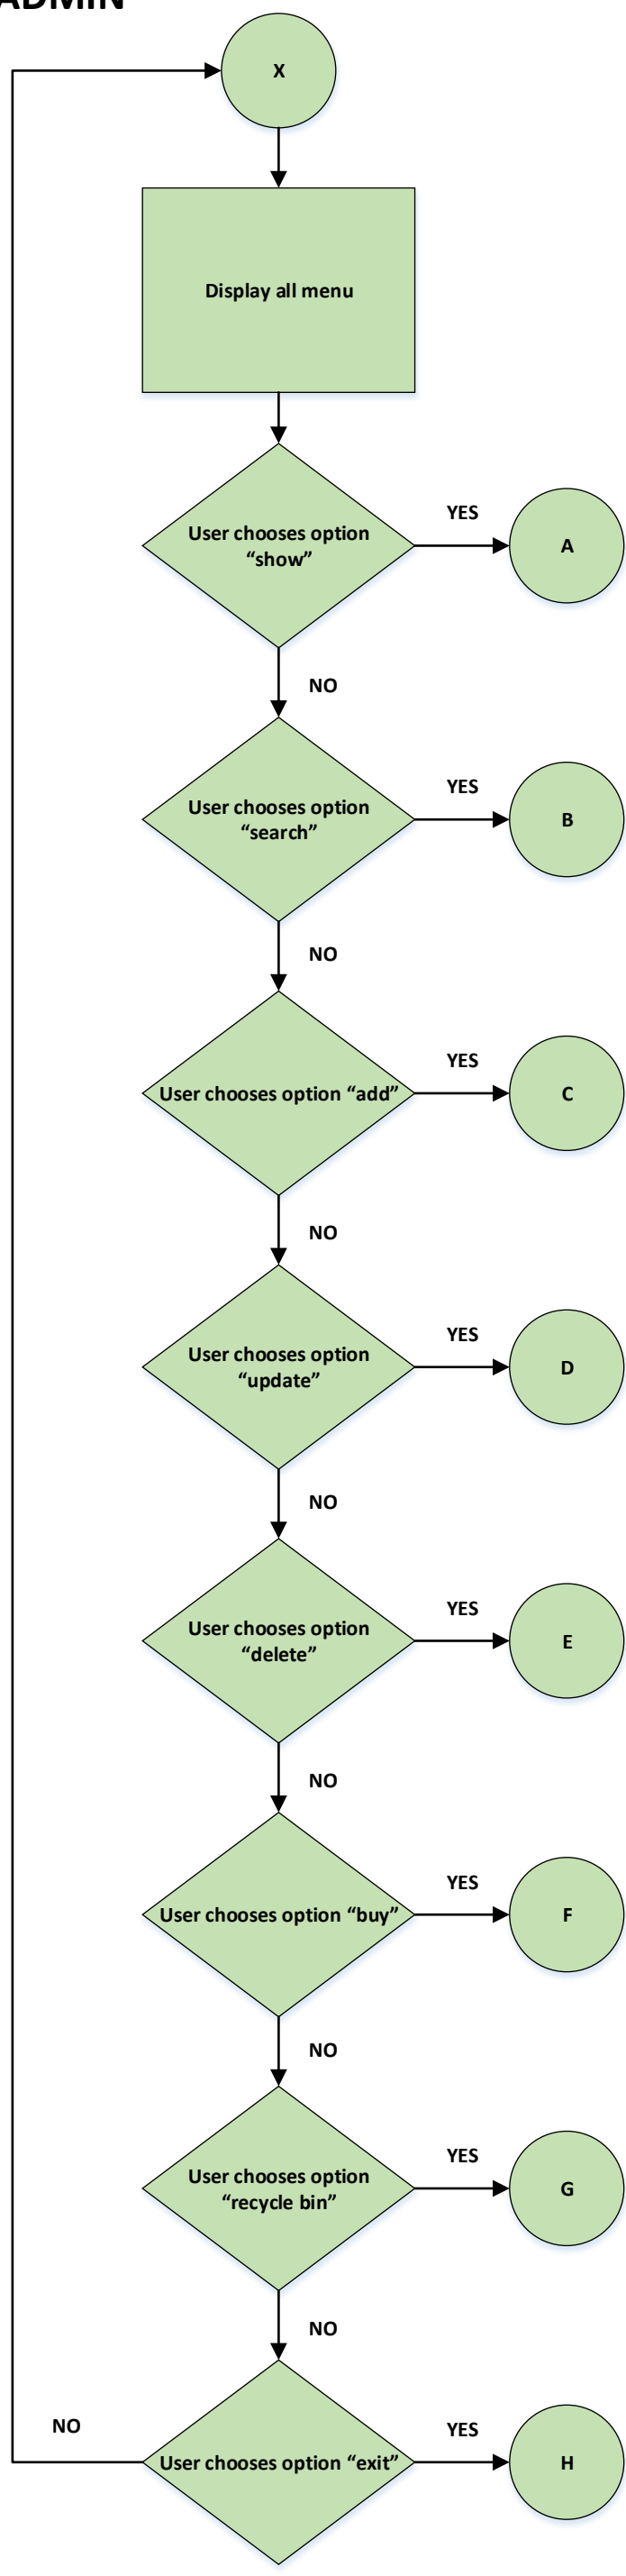 ADMIN
X
Display all menu
User chooses option
“show”
YES
A
NO
User chooses option
“search”
YES
B
NO
User chooses option “add”
YES
C
NO
User chooses option
“update”
YES
D
NO
User chooses option
“delete”
YES
E
NO
User chooses option “buy”
YES
F
NO
User chooses option
“recycle bin”
YES
G
NO
NO
User chooses option “exit”
YES
H